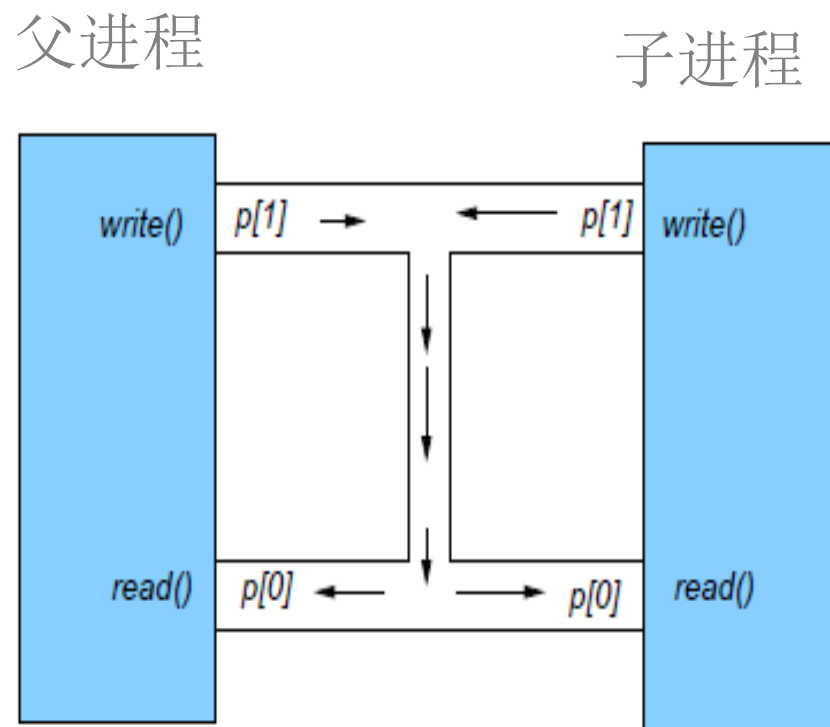 父进程 子进程
write() p[1] p[1] write()
read() p[0] p[0] read()